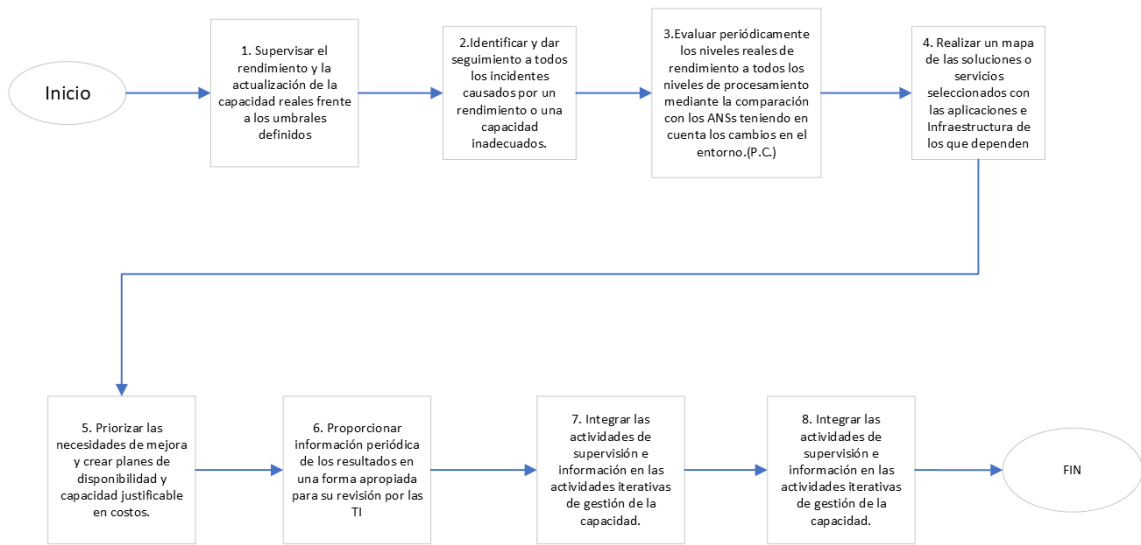 Inicio
1. Supervisar el
rendimiento y la
actualización de la
capacidad reales frente
a los umbrales
definidos
2.Identificar y dar
seguimiento a todos
los incidentes
causados por un
rendimiento o una
capacidad
inadecuados.
3.Evaluar periódicamente
los niveles reales de
rendimiento a todos los
niveles de procesamiento
mediante la comparación
con los ANSs teniendo en
cuenta los cambios en el
entorno.(P.C.)
4. Realizar un mapa
de las soluciones o
servicios
seleccionados con
las aplicaciones e
Infraestructura de
los que dependen
5. Priorizar las
necesidades de mejora
y crear planes de
disponibilidad y
capacidad justificable
en costos.
6. Proporcionar
información periódica
de los resultados en
una forma apropiada
para su revisión por las
TI
7. Integrar las
actividades de
supervisión e
información en las
actividades iterativas
de gestión de la
capacidad.
8. Integrar las
actividades de
supervisión e
información en las
actividades iterativas
de gestión de la
capacidad.
FIN